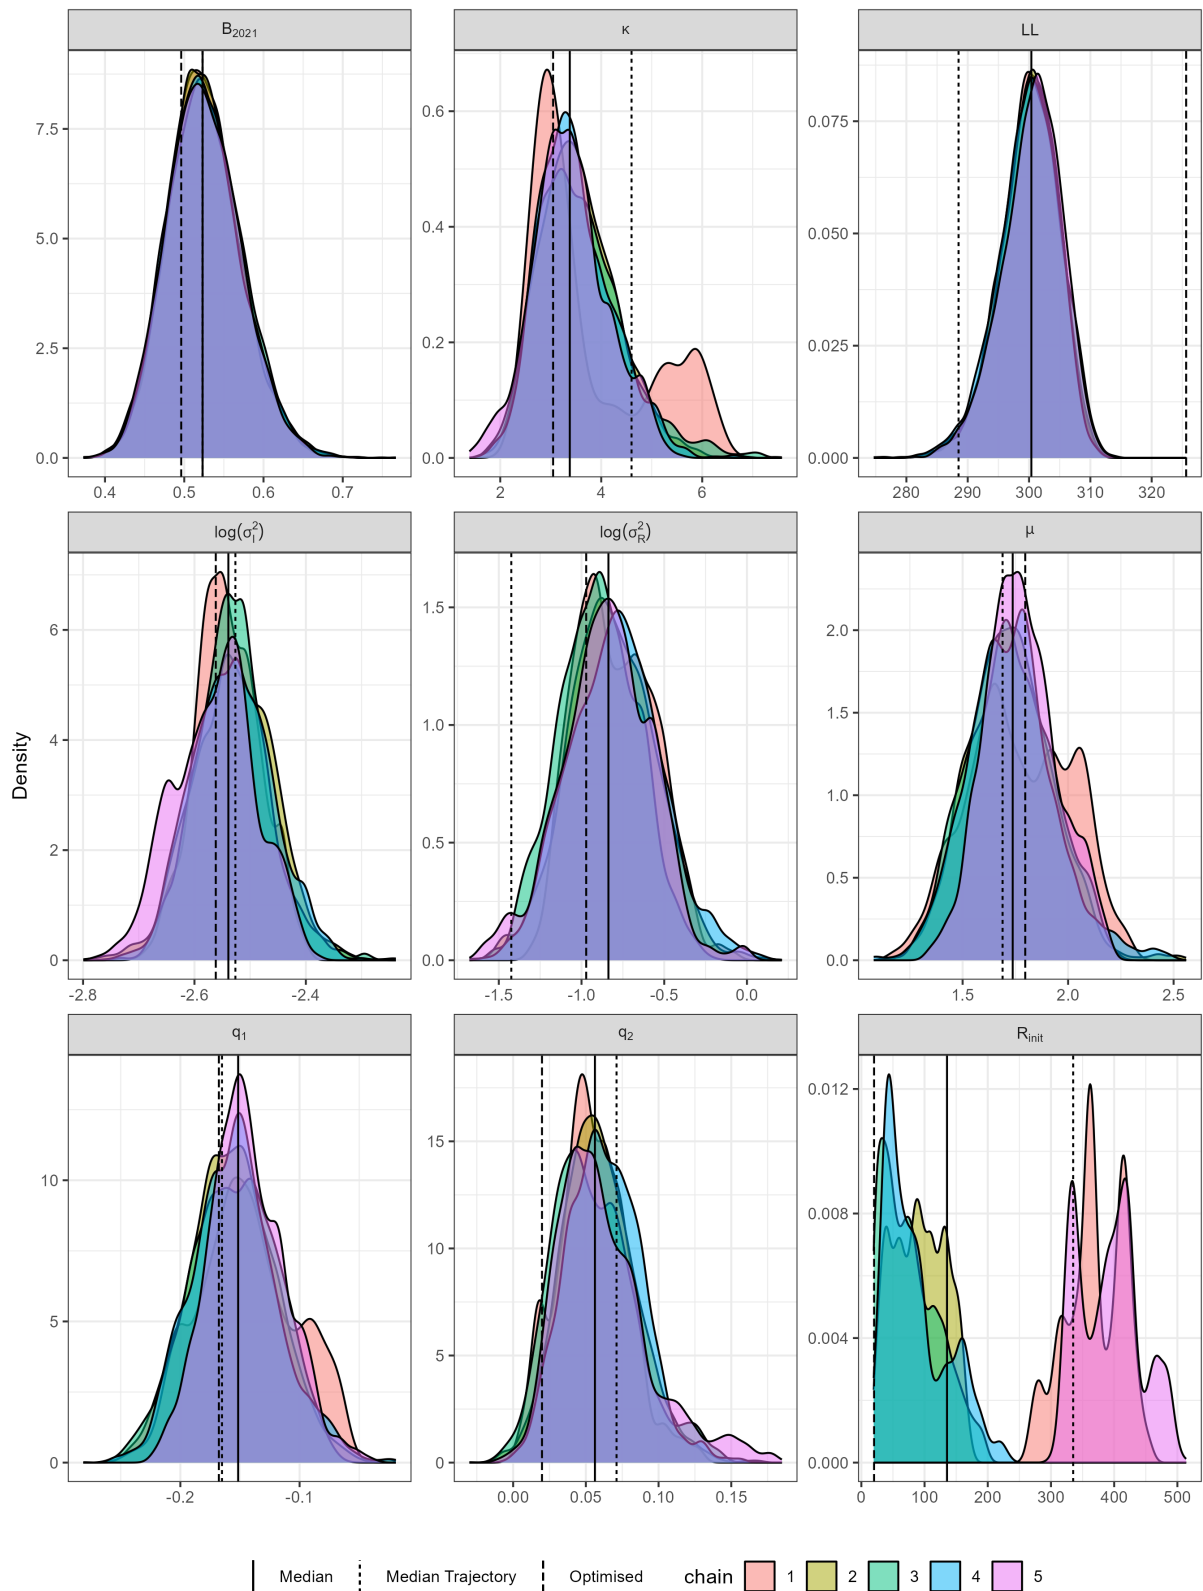 B2021
κ
LL
7.5
5.0
2.5
0.0
0.6
0.4
0.2
0.0
0.075
0.050
0.025
0.000
0.4 0.5 0.6 0.7
2 4 6
280 290 300 310 320
log(σI²)
log(σR²)
μ
6
4
2
0
1.5
1.0
0.5
0.0
2.0
1.5
1.0
0.5
0.0
-2.8 -2.6 -2.4
-1.5 -1.0 -0.5 0.0
1.5 2.0 2.5
Density
q1
q2
Rinit
10
5
0
15
10
5
0
0.012
0.008
0.004
0.000
-0.2 -0.1
0.00 0.05 0.10 0.15
0 100 200 300 400 500
Median Median Trajectory Optimised chain 1 2 3 4 5